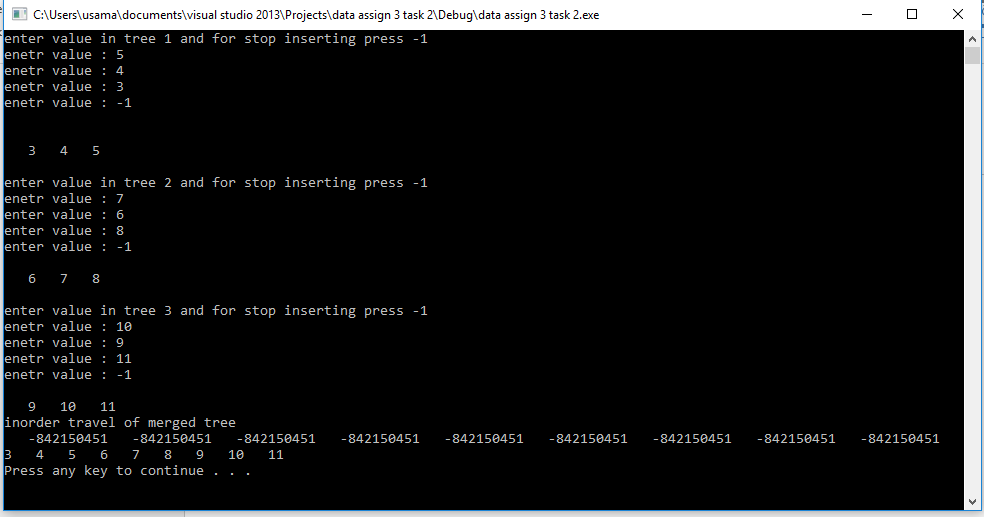 C:\Users\usama\documents\visual studio 2013\Projects\data assign 3 task 2\Debug\data assign 3 task 2.exe
enter value in tree 1 and for stop inserting press -1
enetr value : 5
enetr value : 4
enetr value : 3
enetr value : -1
3 4 5
enter value in tree 2 and for stop inserting press -1
enetr value : 7
enter value : 6
enter value : 8
enetr value : -1
6 7 8
enter value in tree 3 and for stop inserting press -1
enetr value : 10
enetr value : 9
enetr value : 11
enetr value : -1
9 10 11
inorder travel of merged tree
-842150451 -842150451 -842150451 -842150451 -842150451 -842150451 -842150451 -842150451 -842150451
3 4 5 6 7 8 9 10 11
Press any key to continue . . .